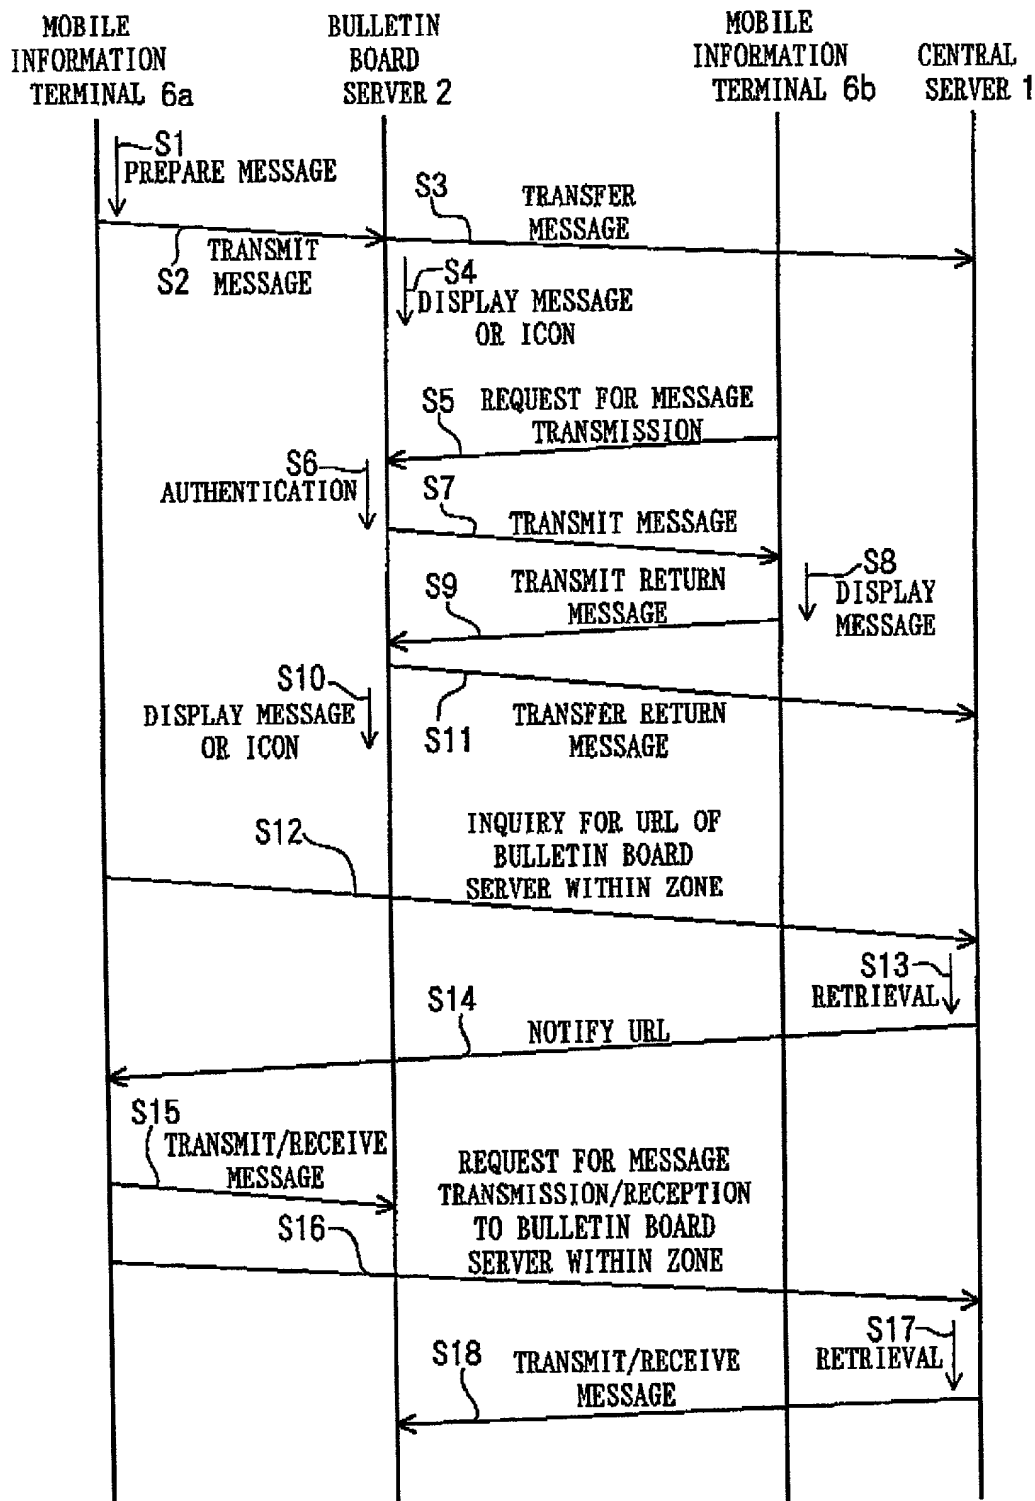 MOBILE
INFORMATION
TERMINAL 6a
BULLETIN
BOARD
SERVER 2
MOBILE
INFORMATION
TERMINAL 6b
CENTRAL
SERVER 1
S1
PREPARE MESSAGE
S2
TRANSMIT
MESSAGE
S3
TRANSFER
MESSAGE
S4
DISPLAY MESSAGE
OR ICON
S5
REQUEST FOR MESSAGE
TRANSMISSION
S6
AUTHENTICATION
S7
TRANSMIT MESSAGE
S8
DISPLAY
MESSAGE
S9
TRANSMIT RETURN
MESSAGE
S10
DISPLAY MESSAGE
OR ICON
S11
TRANSFER RETURN
MESSAGE
S12
INQUIRY FOR URL OF
BULLETIN BOARD
SERVER WITHIN ZONE
S13
RETRIEVAL
S14
NOTIFY URL
S15
TRANSMIT/RECEIVE
MESSAGE
S16
REQUEST FOR MESSAGE
TRANSMISSION/RECEPTION
TO BULLETIN BOARD
SERVER WITHIN ZONE
S17
RETRIEVAL
S18
TRANSMIT/RECEIVE
MESSAGE